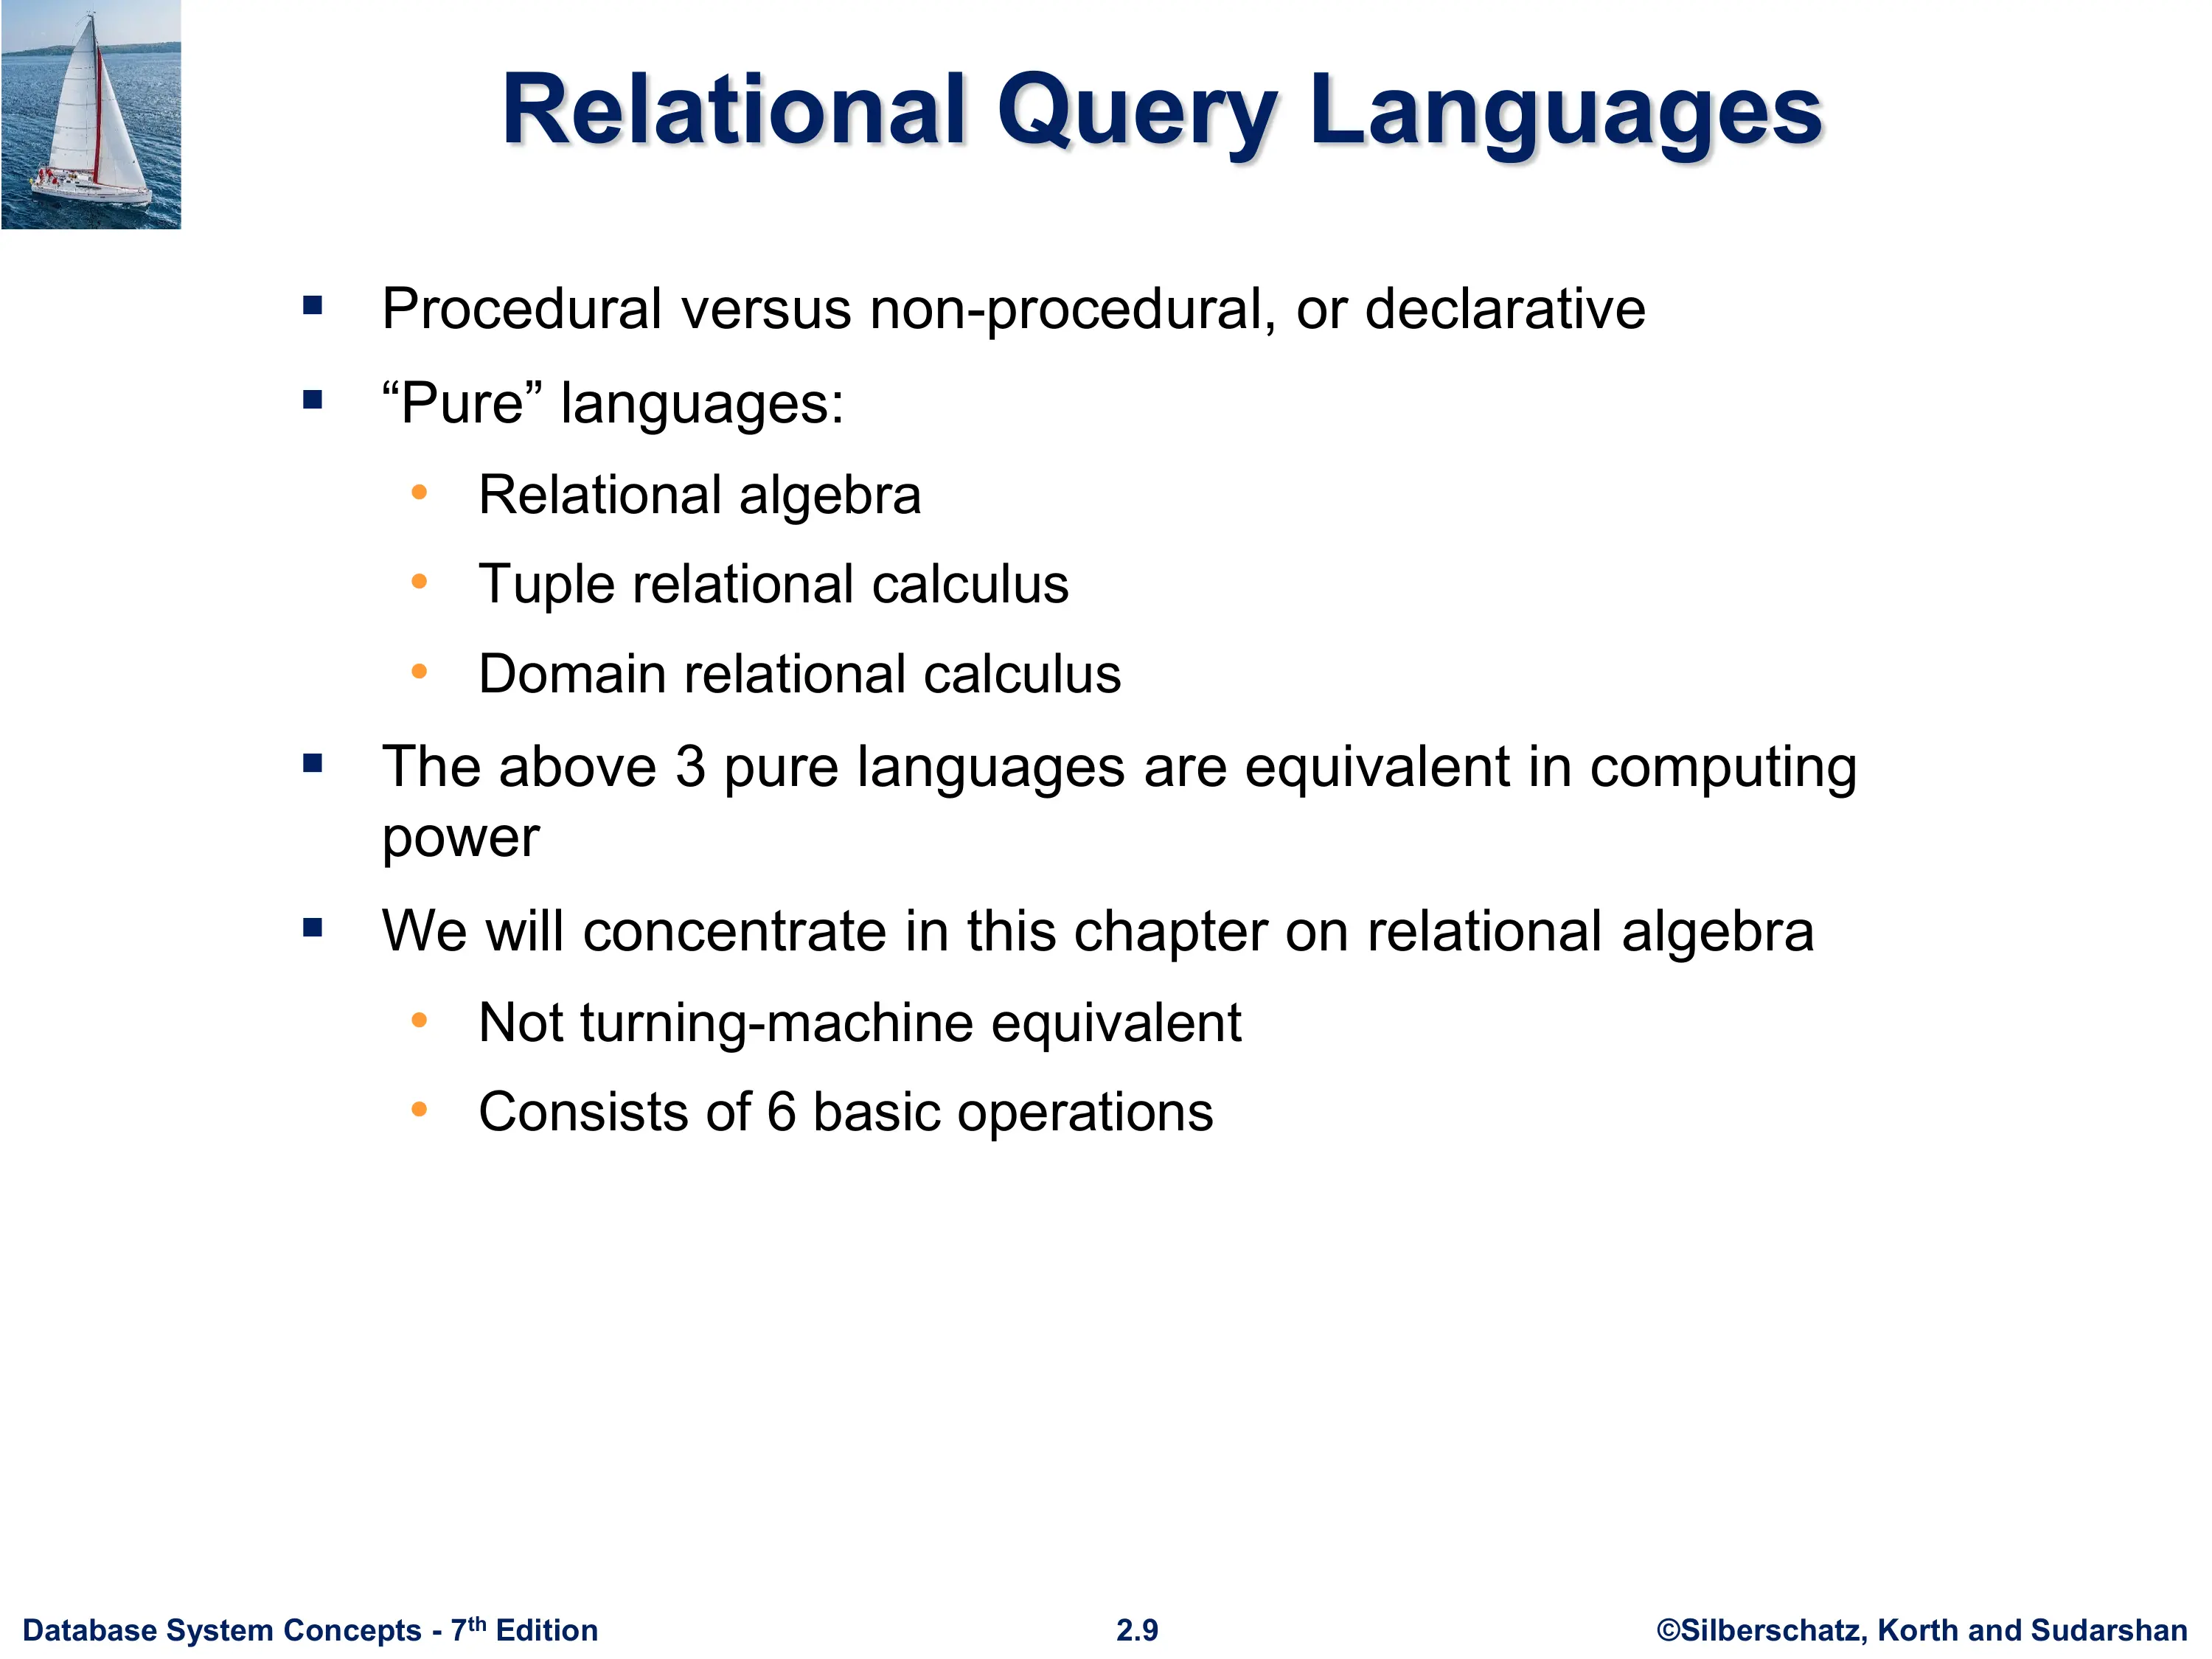 Relational Query Languages
▪ Procedural versus non-procedural, or declarative
▪ “Pure” languages:
• Relational algebra
• Tuple relational calculus
• Domain relational calculus
▪ The above 3 pure languages are equivalent in computing
power
▪ We will concentrate in this chapter on relational algebra
• Not turning-machine equivalent
• Consists of 6 basic operations
Database System Concepts - 7th Edition
2.9
©Silberschatz, Korth and Sudarshan